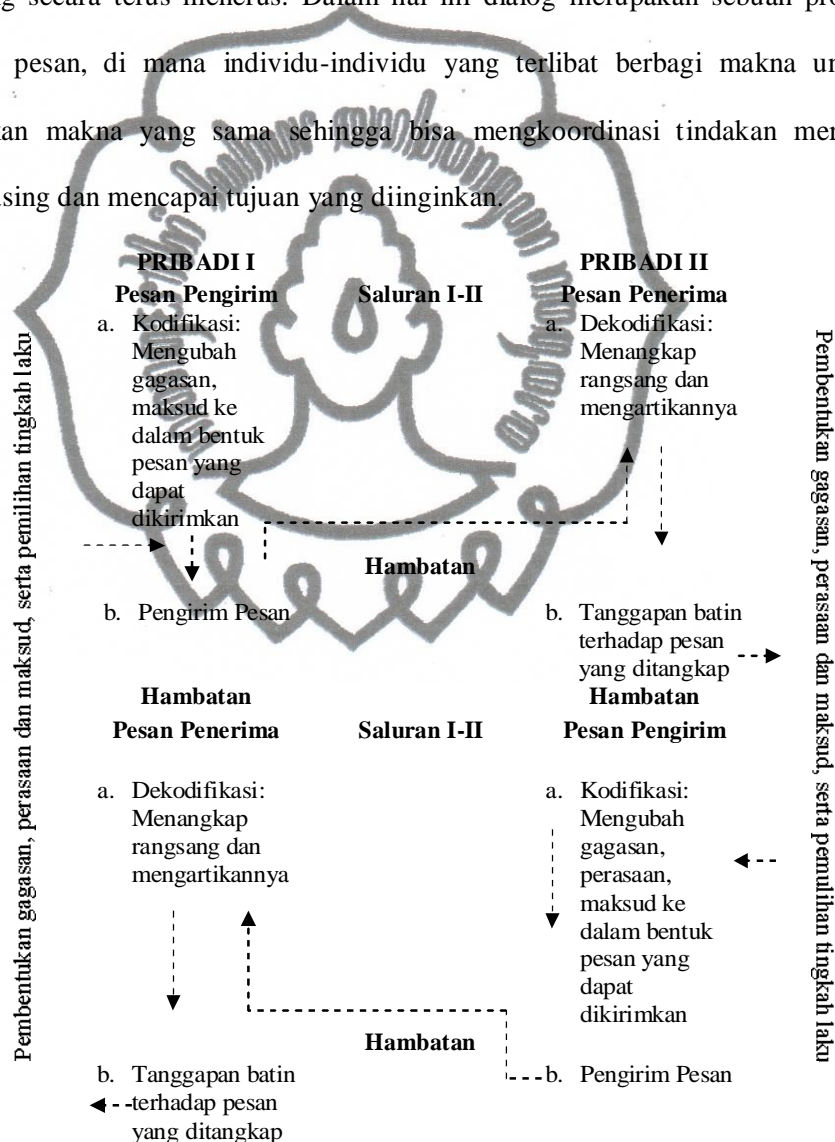 g secara terus menerus. Dalam hal ini dialog merupakan sebuah pro
pesan, di mana individu-individu yang terlibat berbagi makna un
kan makna yang sama sehingga bisa mengkoordinasi tindakan mer
sing dan mencapai tujuan yang diinginkan.
Pembentukan gagasan, perasaan dan maksud, serta pemilihan tingkah laku
PRIBADI I
Pesan Pengirim
a. Kodifikasi:
Mengubah
gagasan,
maksud ke
dalam bentuk
pesan yang
dapat
dikirimkan
b. Pengirim Pesan
Saluran I-II
Hambatan
PRIBADI II
Pesan Penerima
a. Dekodifikasi:
Menangkap
rangsang dan
mengartikannya
b. Tanggapan batin
terhadap pesan
yang ditangkap
Hambatan
Pesan Penerima
a. Dekodifikasi:
Menangkap
rangsang dan
mengartikannya
b. Tanggapan batin
terhadap pesan
yang ditangkap
Saluran I-II
Hambatan
Hambatan
Pesan Pengirim
a. Kodifikasi:
Mengubah
gagasan,
perasaan,
maksud ke
dalam bentuk
pesan yang
dapat
dikirimkan
b. Pengirim Pesan
Pembentukan gagasan, perasaan dan maksud, serta pemulihan tingkah laku